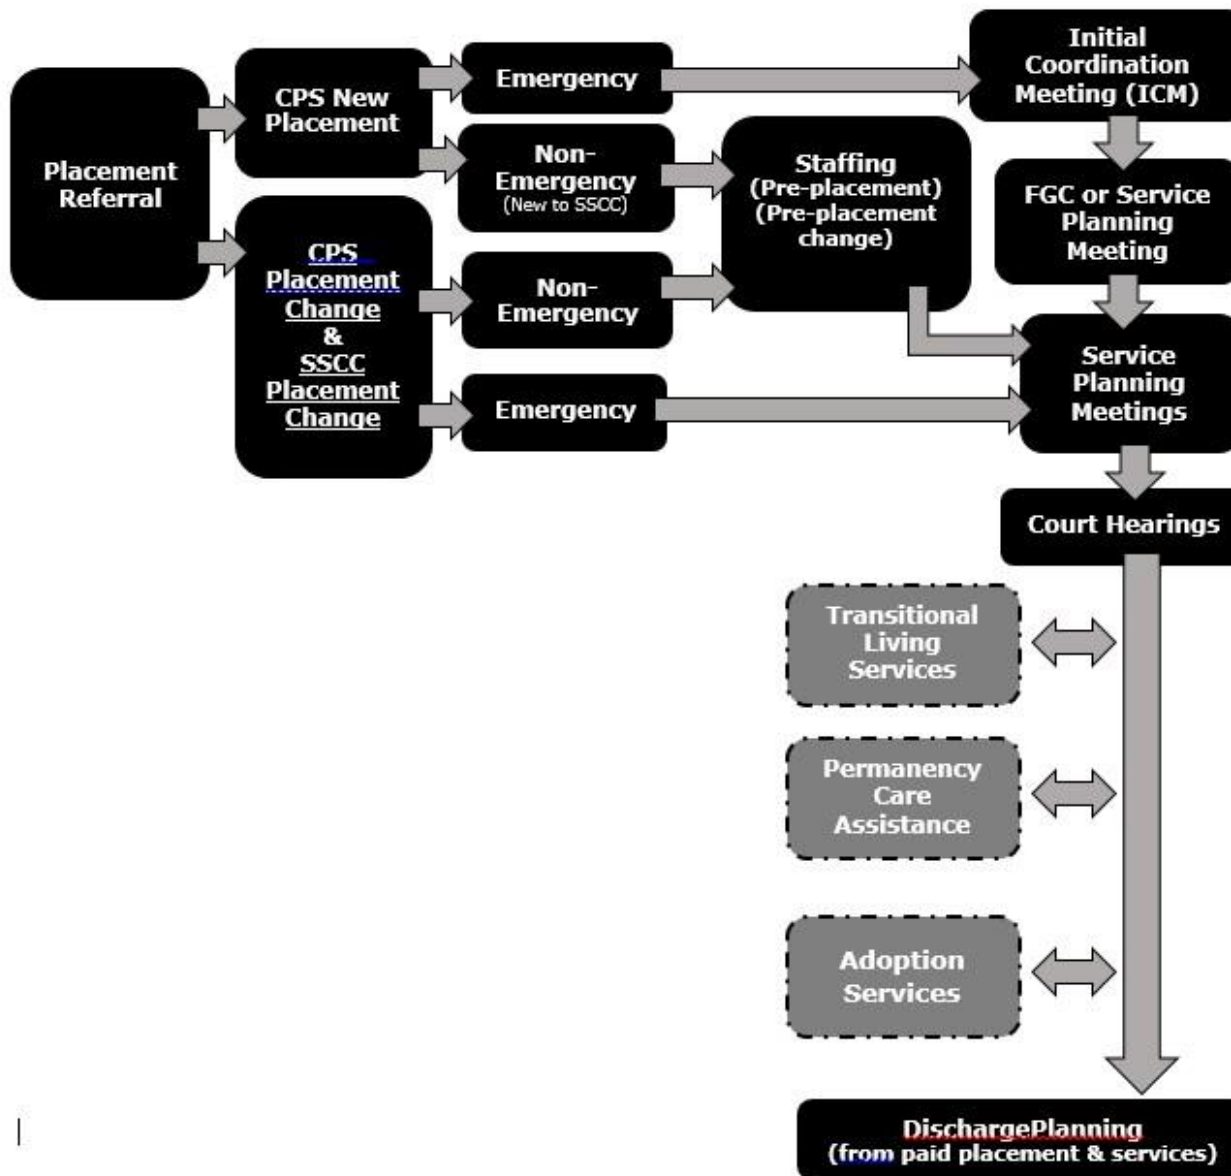 Placement
Referral
CPS New
Placement
CPS
Placement
Change
&
SSCC
Placement
Change
Emergency
Non-
Emergency
(New to SSCC)
Non-
Emergency
Emergency
Staffing
(Pre-placement)
(Pre-placement
change)
Initial
Coordination
Meeting (ICM)
FGC or Service
Planning
Meeting
Service
Planning
Meetings
Court Hearings
Transitional
Living
Services
Permanency
Care
Assistance
Adoption
Services
DischargePlanning
(from paid placement & services)